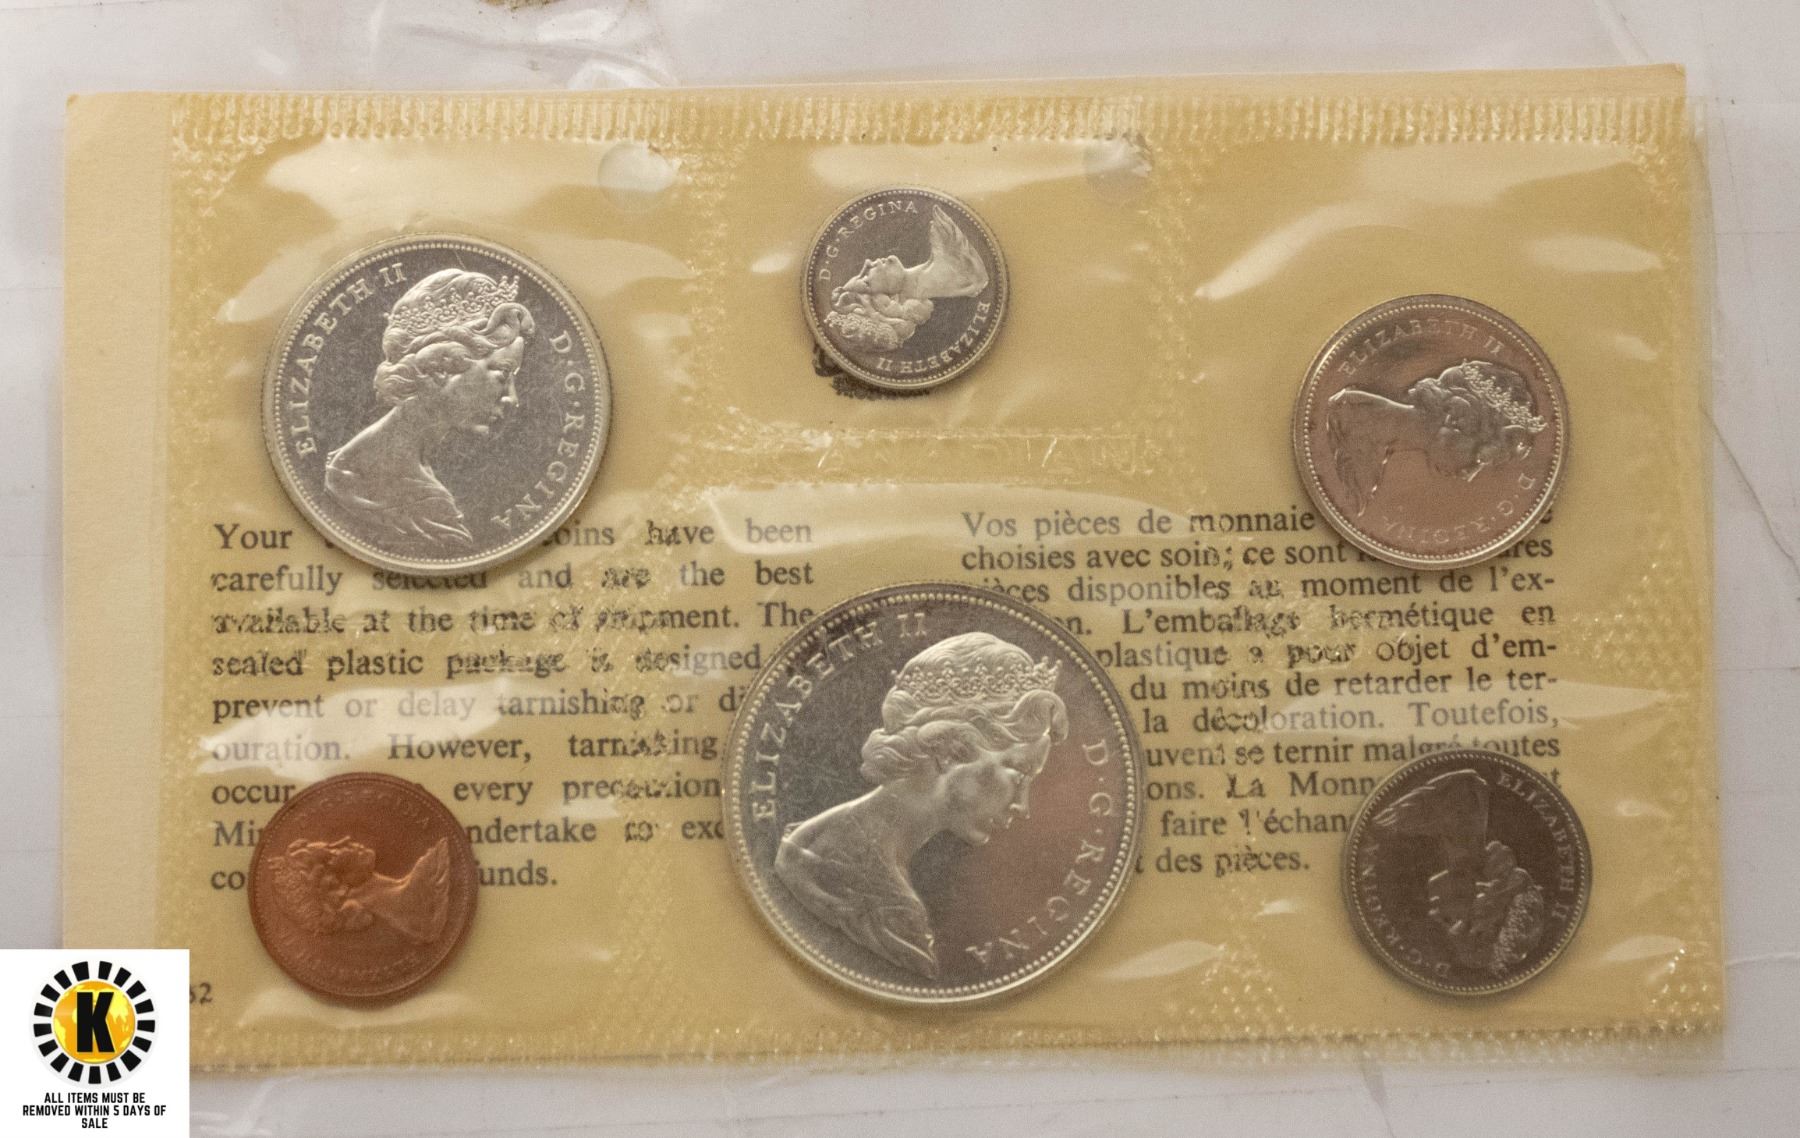 ELIZABETH II D·G·REGINA
ELIZABETH II D·G·REGINA
ELIZABETH II D·G·REGINA
CANADIAN
Your coins have been
carefully selected and are the best
available at the time of shipment. The
sealed plastic package is designed
prevent or delay tarnishing or
ouration. However, tarnishing
occur every precaution
undertake to
funds.
Vos pièces de monnaie
choisies avec soin; ce sont
pièces disponibles au moment de l'ex-
L'emballage hermétique en
plastique a pour objet d'em-
du moins de retarder le ter-
la décoloration. Toutefois,
se ternir malgré toutes
La
faire l'échange
des pièces.
ELIZABETH II D·G·REGINA
ELIZABETH II D·G·REGINA
K
ALL ITEMS MUST BE
REMOVED WITHIN 5 DAYS OF
SALE